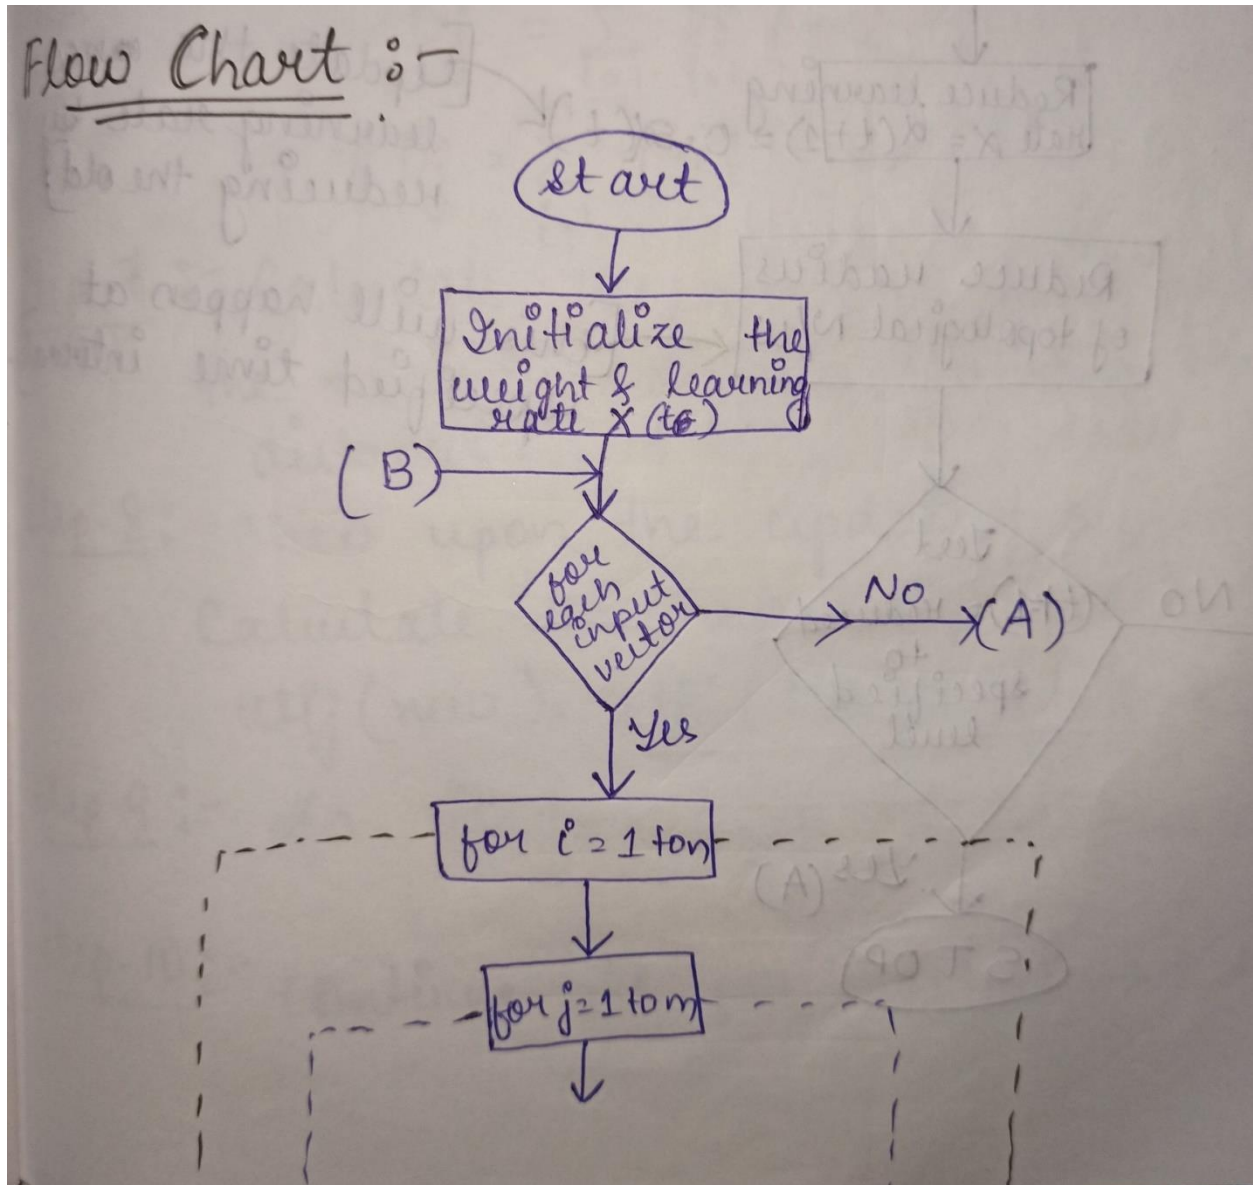 Flow Chart :-
Start
Initialize the
weight & learning
rate
(B)
for
each
input
vector
No
(A)
Yes
for i = 1 to n
for j = 1 to m